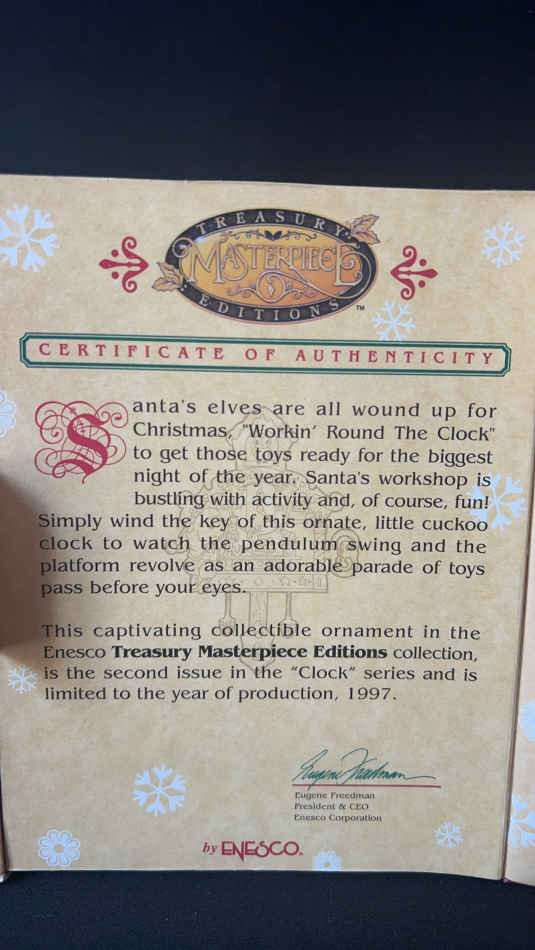 TREASURY
MASTERPIECE
EDITIONS
TM
CERTIFICATE OF AUTHENTICITY
Santa's elves are all wound up for
Christmas, "Workin' Round The Clock"
to get those toys ready for the biggest
night of the year. Santa's workshop is
bustling with activity and, of course, fun!
Simply wind the key of this ornate, little cuckoo
clock to watch the pendulum swing and the
platform revolve as an adorable parade of toys
pass before your eyes.
This captivating collectible ornament in the
Enesco Treasury Masterpiece Editions collection,
is the second issue in the "Clock" series and is
limited to the year of production, 1997.
Eugene Freedman
Eugene Freedman
President & CEO
Enesco Corporation
by ENESCO